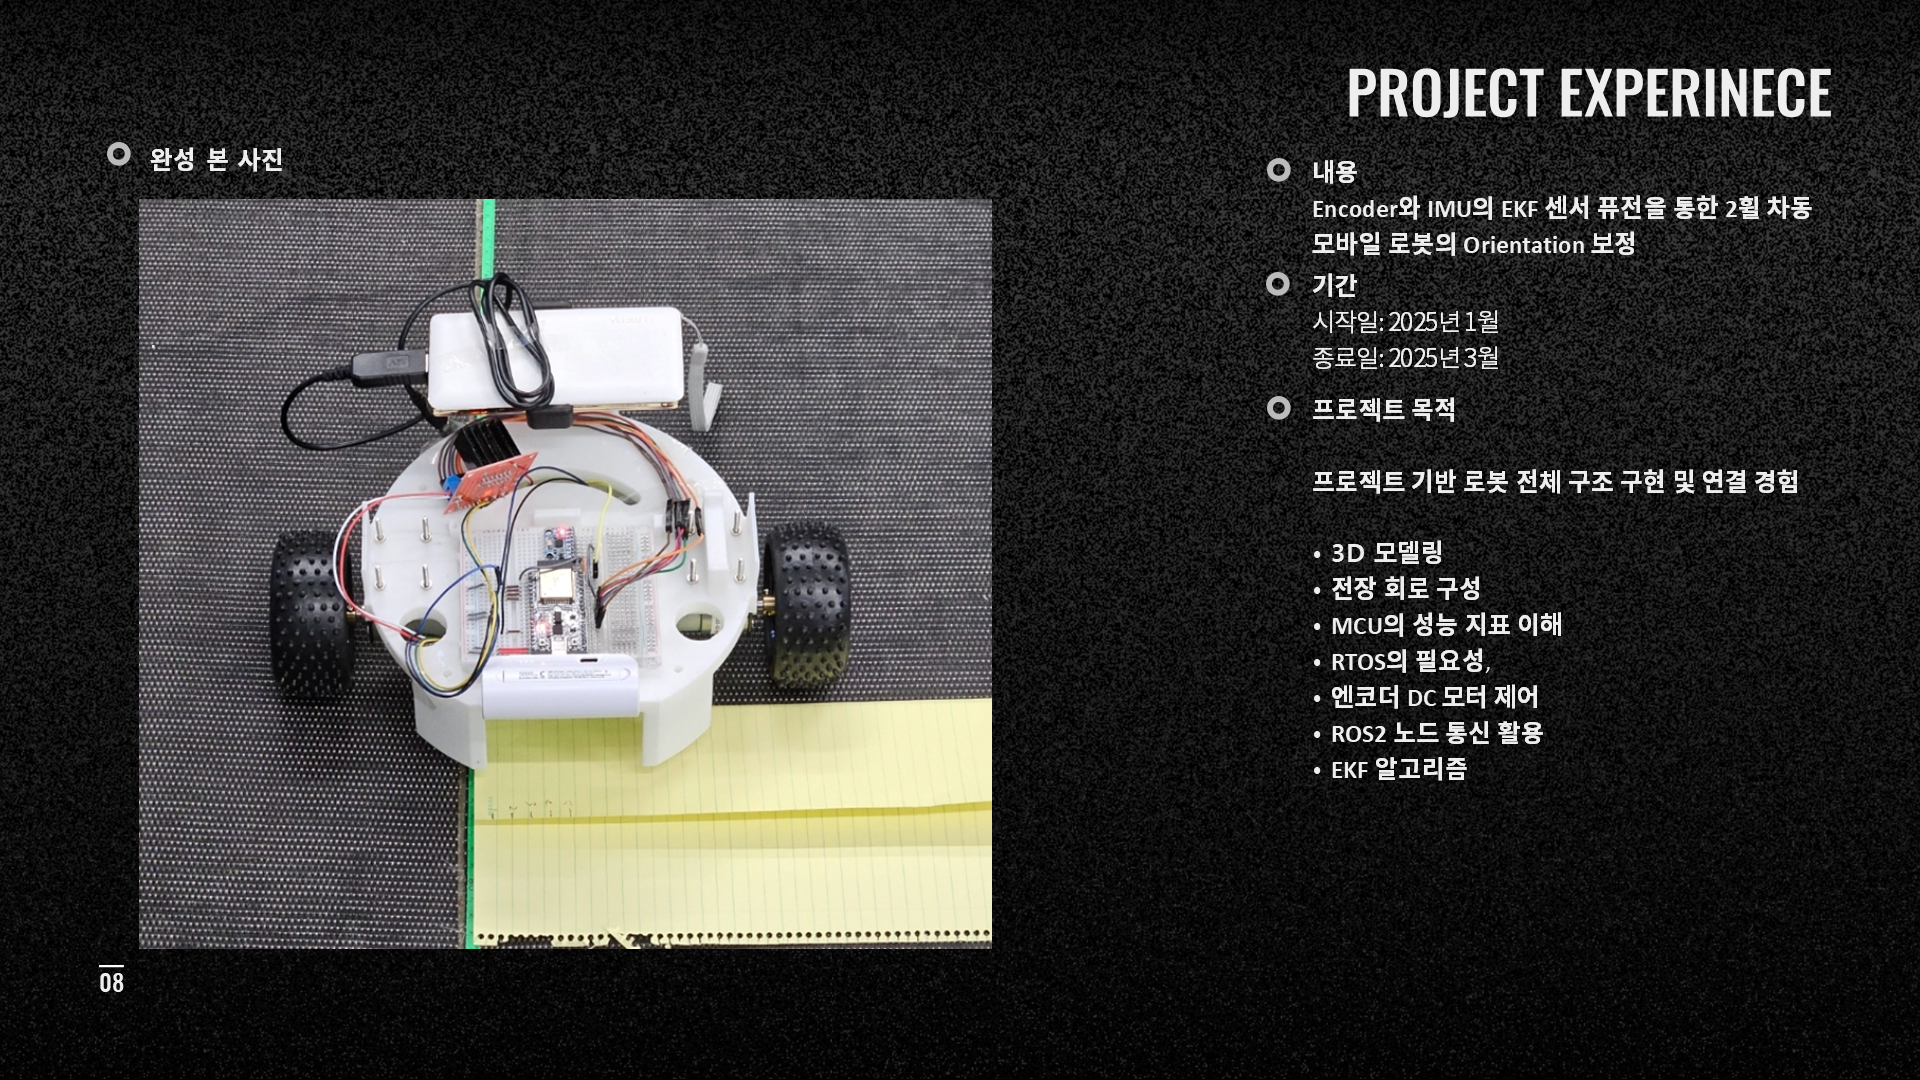 PROJECT EXPERINECE
완성 본 사진
내용
Encoder와 IMU의 EKF 센서 퓨전을 통한 2휠 차동
모바일 로봇의 Orientation 보정
기간
시작일: 2025년 1월
종료일: 2025년 3월
프로젝트 목적
프로젝트 기반 로봇 전체 구조 구현 및 연결 경험
• 3D 모델링
• 전장 회로 구성
• MCU의 성능 지표 이해
• RTOS의 필요성,
• 엔코더 DC 모터 제어
• ROS2 노드 통신 활용
• EKF 알고리즘
08